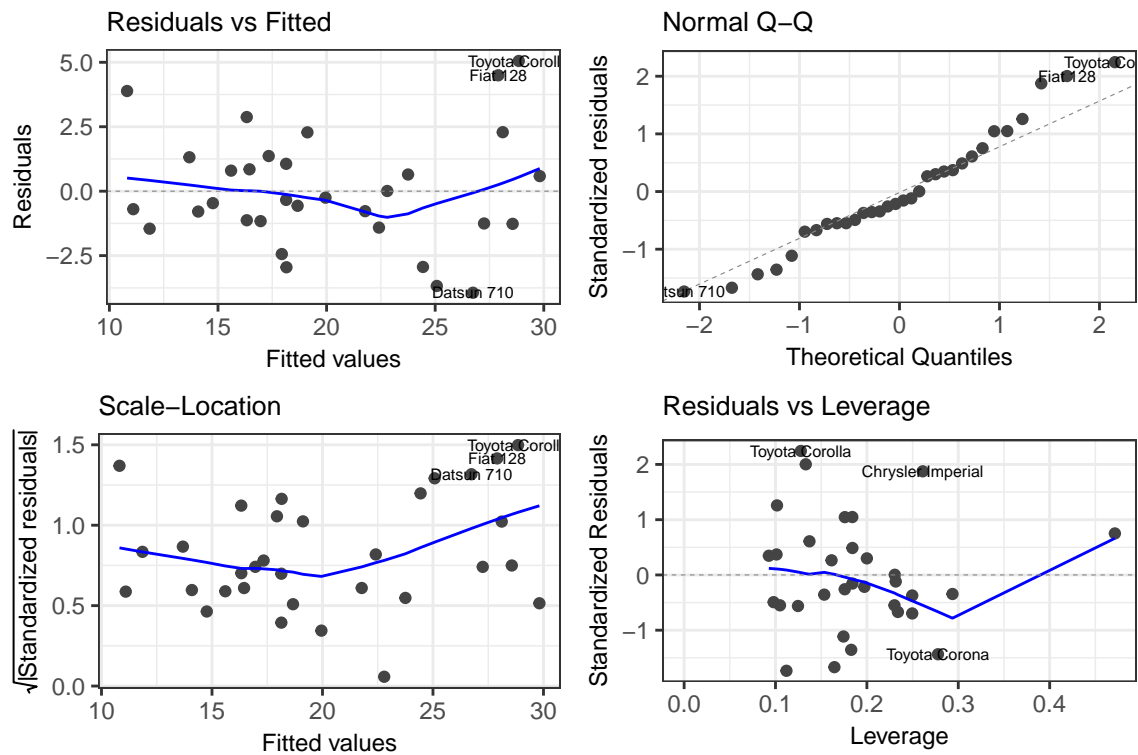 Residuals vs Fitted
Residuals
5.0
2.5
0.0
−2.5
Toyota Coroll
Fiat 128
Datsun 710
10 15 20 25 30
Fitted values
Normal Q−Q
Standardized residuals
2
1
0
−1
Toyota Co
Fiat 128
tsun 710
−2 −1 0 1 2
Theoretical Quantiles
Scale−Location
√|Standardized residuals|
1.5
1.0
0.5
0.0
Toyota Coroll
Fiat 128
Datsun 710
10 15 20 25 30
Fitted values
Residuals vs Leverage
Standardized Residuals
2
1
0
−1
Toyota Corolla
Chrysler Imperial
Toyota Corona
0.0 0.1 0.2 0.3 0.4
Leverage